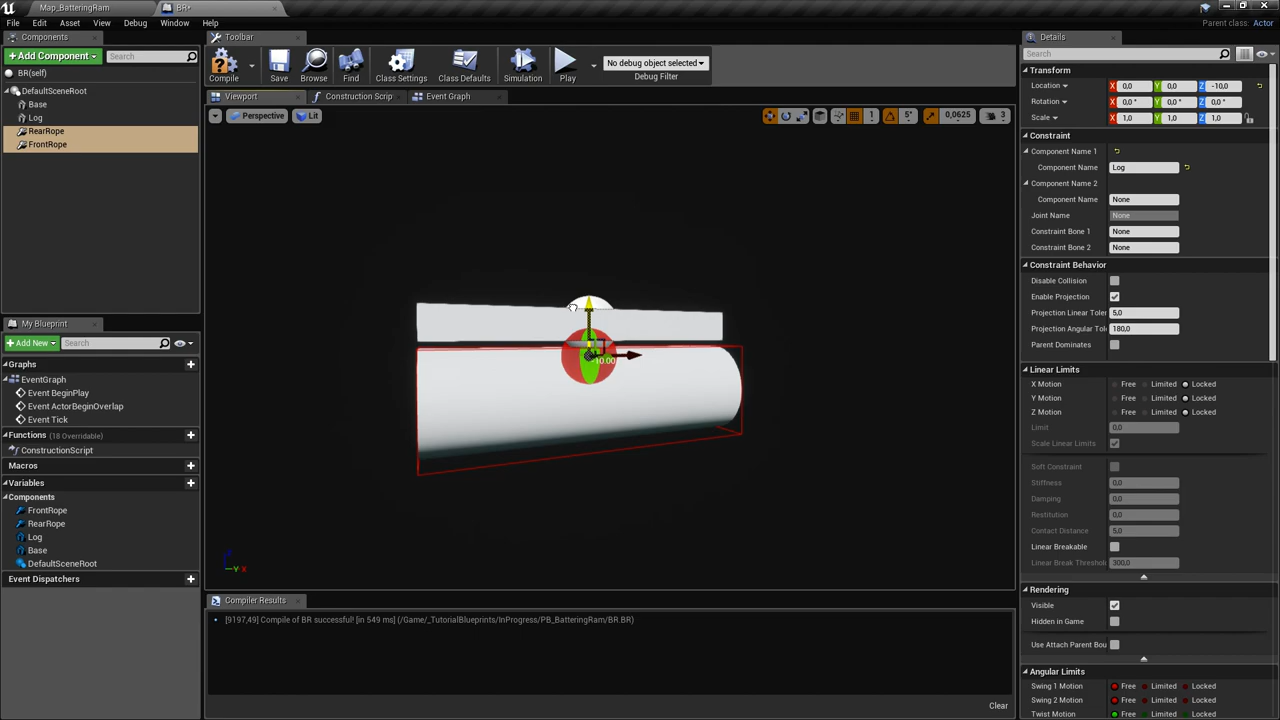 Map_BatteringRam
BR*
File Edit Asset View Debug Window Help
Parent class: Actor
Components
Toolbar
Details
Add Component
Search
Compile Save Browse Find Class Settings Class Defaults Simulation Play
No debug object selected
Debug Filter
Search
BR(self)
DefaultSceneRoot
Base
Log
RearRope
FrontRope
Viewport Construction Scrip Event Graph
Perspective Lit
5° 0,0625 3
10.00
Transform
Location X 0,0 Y 0,0 Z -10,0
Rotation X 0,0 ° Y 0,0 ° Z 0,0 °
Scale X 1,0 Y 1,0 Z 1,0
Constraint
Component Name 1
Component Name Log
Component Name 2
Component Name None
Joint Name None
Constraint Bone 1 None
Constraint Bone 2 None
Constraint Behavior
Disable Collision
Enable Projection
Projection Linear Toler 5,0
Projection Angular Tol 180,0
Parent Dominates
Linear Limits
X Motion Free Limited Locked
Y Motion Free Limited Locked
Z Motion Free Limited Locked
Limit 0,0
Scale Linear Limits
Soft Constraint
Stiffness 0,0
Damping 0,0
Restitution 0,0
Contact Distance 5,0
Linear Breakable
Linear Break Threshol 300,0
Rendering
Visible
Hidden in Game
Use Attach Parent Bou
Angular Limits
Swing 1 Motion Free Limited Locked
Swing 2 Motion Free Limited Locked
Twist Motion Free Limited Locked
My Blueprint
Add New
Search
Graphs
EventGraph
Event BeginPlay
Event ActorBeginOverlap
Event Tick
Functions (18 Overridable)
ConstructionScript
Macros
Variables
Components
FrontRope
RearRope
Log
Base
DefaultSceneRoot
Event Dispatchers
Compiler Results
[9197,49] Compile of BR successful! [in 549 ms] (/Game/_TutorialBlueprints/InProgress/PB_BatteringRam/BR.BR)
Clear